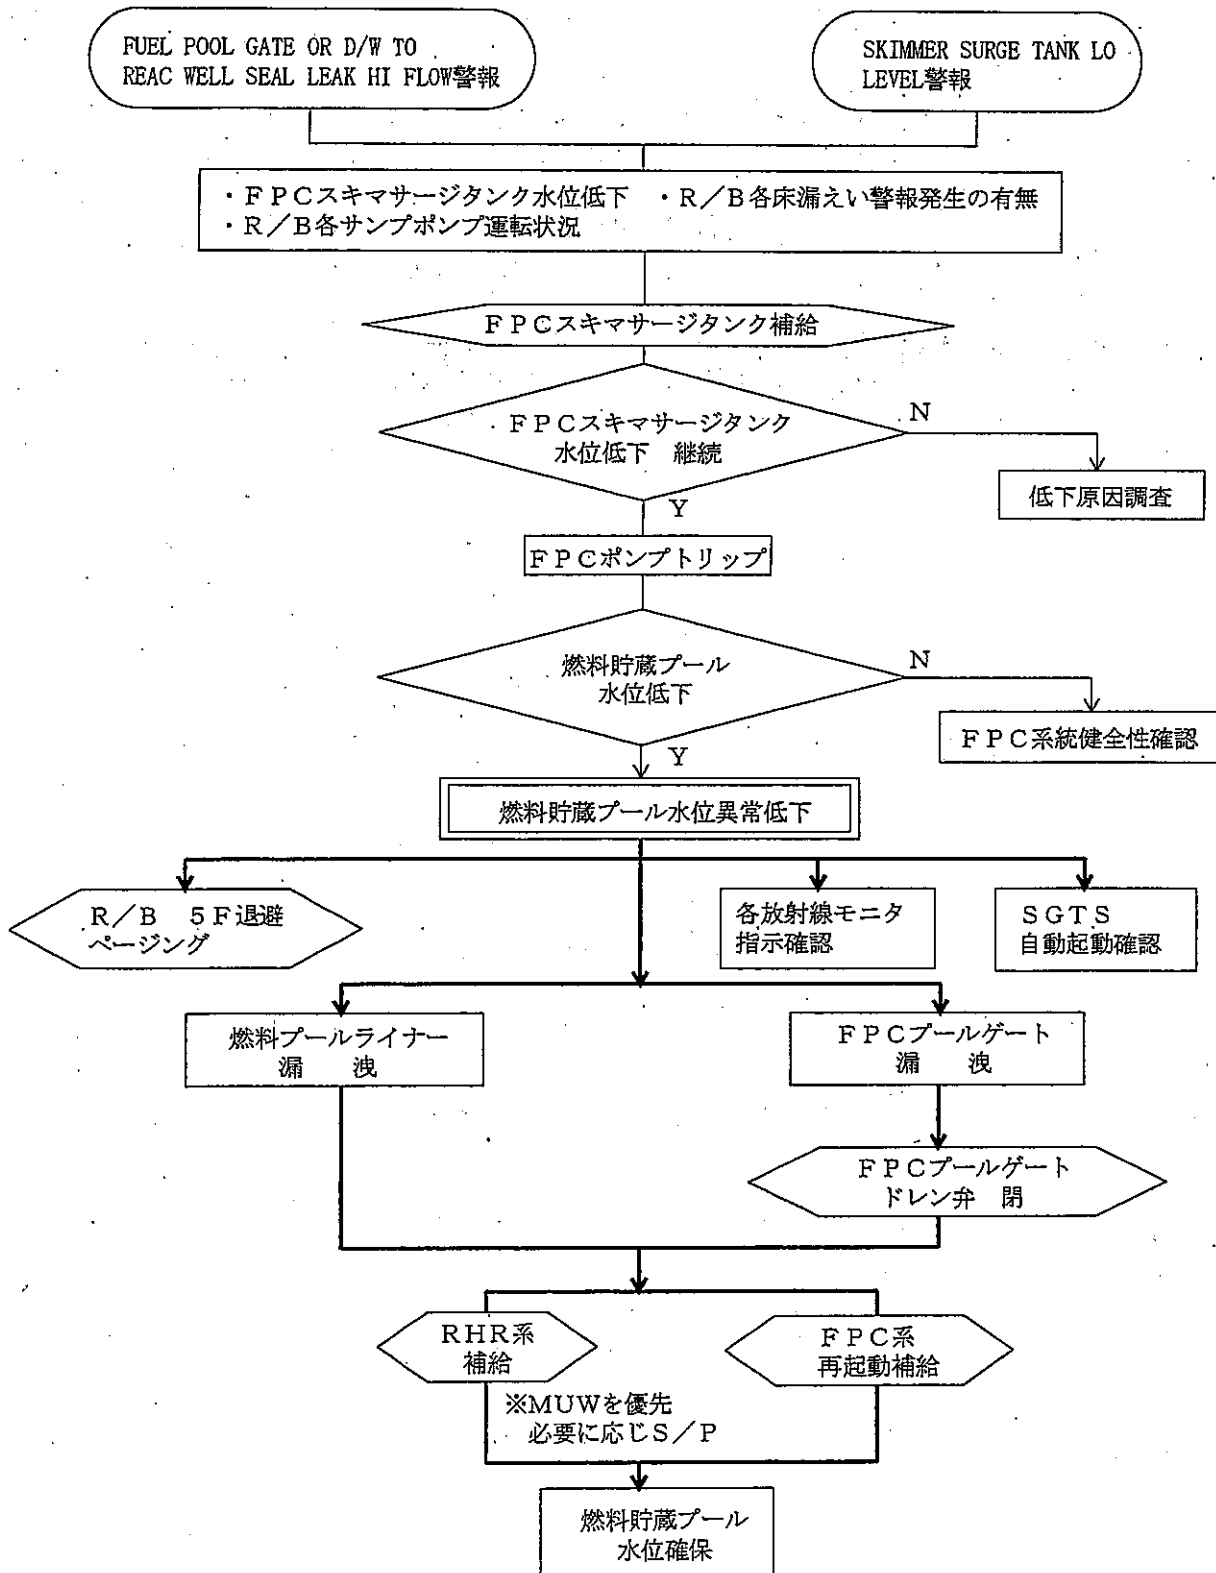 FUEL POOL GATE OR D/W TO
REAC WELL SEAL LEAK HI FLOW警報
SKIMMER SURGE TANK LO
LEVEL警報
・FPCスキマサージタンク水位低下 ・R/B各床漏えい警報発生の有無
・R/B各サンプポンプ運転状況
FPCスキマサージタンク補給
FPCスキマサージタンク
水位低下 継続
N
低下原因調査
Y
FPCポンプトリップ
燃料貯蔵プール
水位低下
N
FPC系統健全性確認
Y
燃料貯蔵プール水位異常低下
R/B 5F退避
ページング
各放射線モニタ
指示確認
SGTS
自動起動確認
燃料プールライナー
漏 洩
FPCプールゲート
漏 洩
FPCプールゲート
ドレン弁 閉
RHR系
補給
FPC系
再起動補給
※MUWを優先
必要に応じS/P
燃料貯蔵プール
水位確保